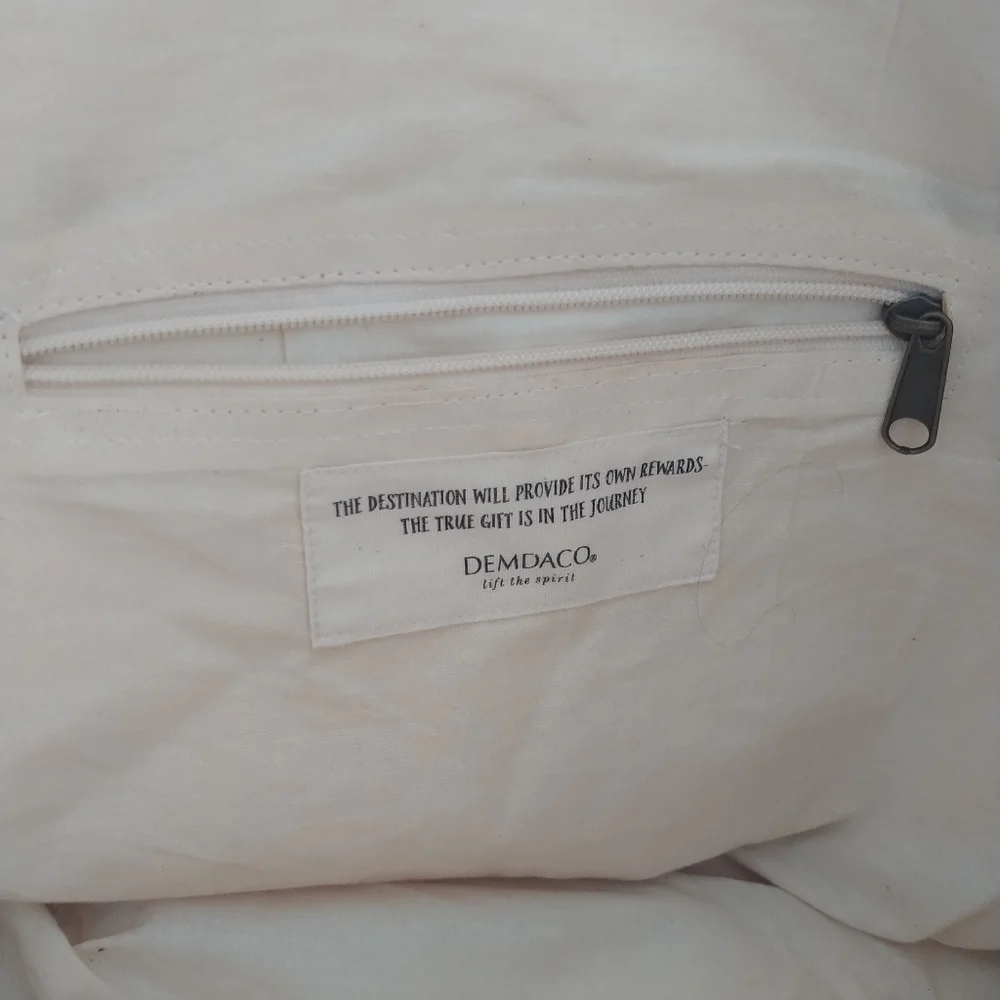 THE DESTINATION WILL PROVIDE ITS OWN REWARDS-
THE TRUE GIFT IS IN THE JOURNEY
DEMDACO®
lift the spirit